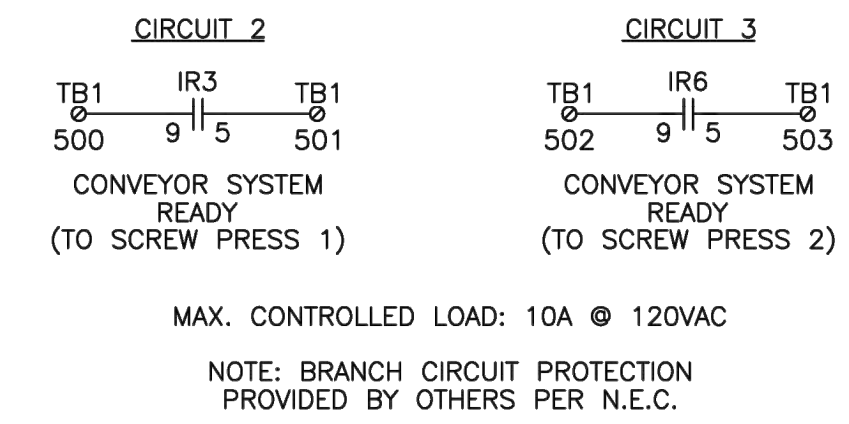 CIRCUIT 2
IR3
TB1 TB1
500 9 5 501
CONVEYOR SYSTEM
READY
(TO SCREW PRESS 1)
CIRCUIT 3
IR6
TB1 TB1
502 9 5 503
CONVEYOR SYSTEM
READY
(TO SCREW PRESS 2)
MAX. CONTROLLED LOAD: 10A @ 120VAC
NOTE: BRANCH CIRCUIT PROTECTION
PROVIDED BY OTHERS PER N.E.C.